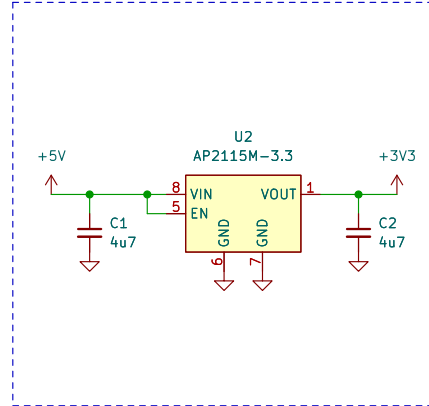 U2
AP2115M-3.3
+5V
+3V3
8
VIN
VOUT
1
5
EN
C1
4u7
GND
GND
C2
4u7
6
7